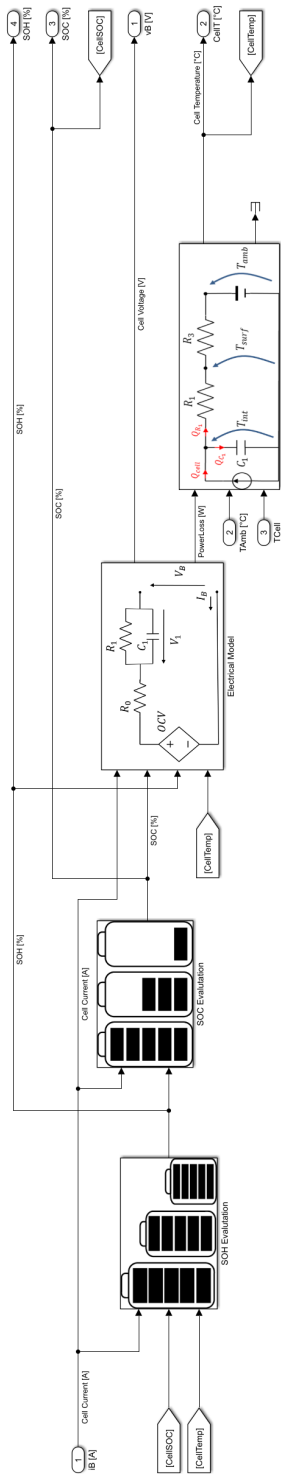 4
SOH [%]
3
SOC [%]
[CellSOC]
1
vB [V]
2
CellT [°C]
[CellTemp]
Cell Temperature [°C]
Cell Voltage [V]
SOH [%]
SOC [%]
T_amb
T_surf
T_int
R_3
R_1
Q_R1
Q_C1
Q_cell
C_1
PowerLoss [W]
2
TAmb [°C]
3
TCell
V_B
I_B
R_1
C_1
V_1
R_0
OCV
+
−
Electrical Model
[CellTemp]
SOC [%]
SOH [%]
Cell Current [A]
SOC Evalutation
SOH Evalutation
Cell Current [A]
1
iB [A]
[CellSOC]
[CellTemp]